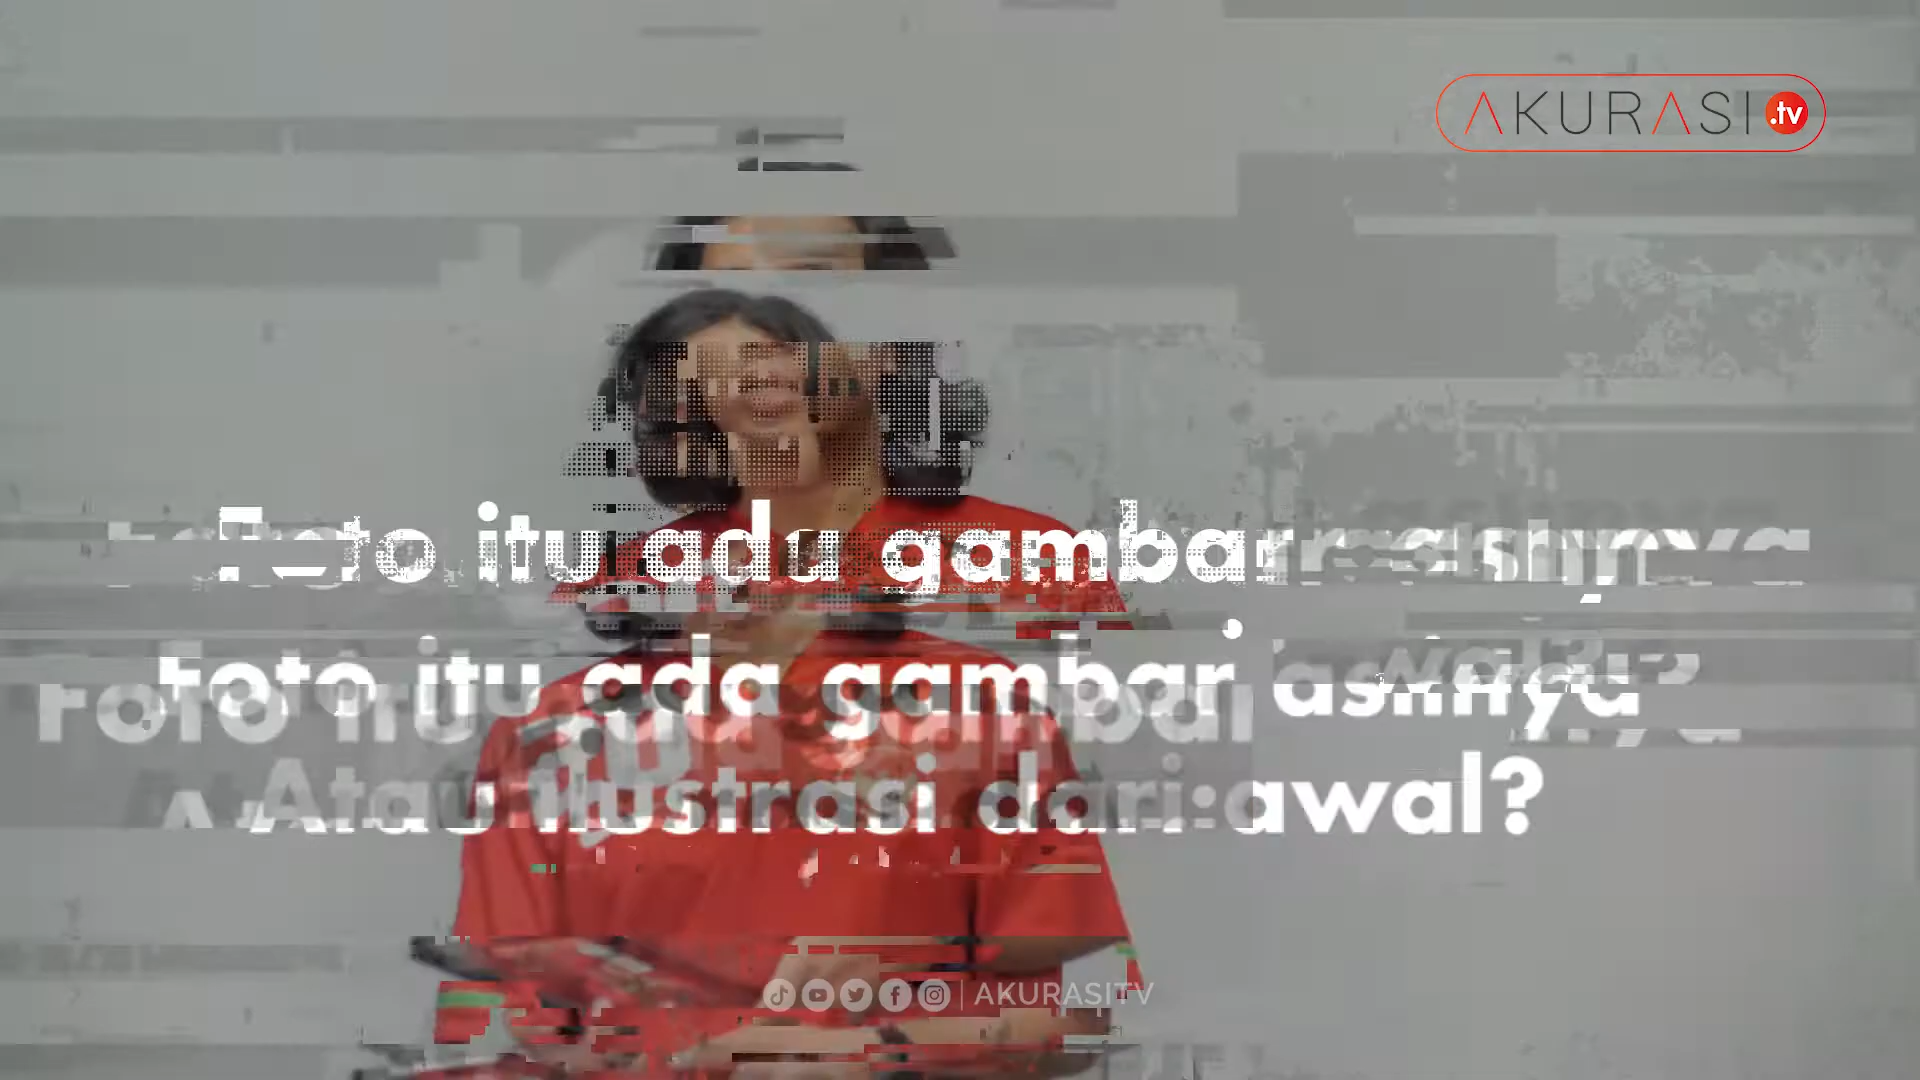 AKURASI.tv
Foto itu ada gambar aslinya
Foto itu ada gambar aslinya
Atau ilustrasi dari awal?
AKURASITV